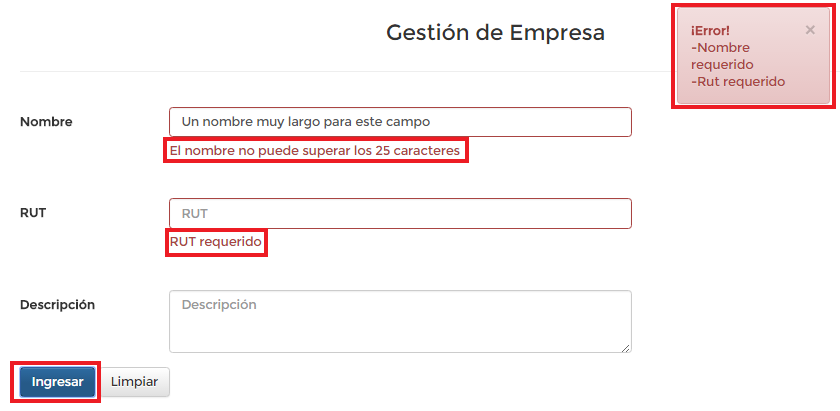 Gestión de Empresa
¡Error! ×
-Nombre
requerido
-Rut requerido
Nombre
Un nombre muy largo para este campo
El nombre no puede superar los 25 caracteres
RUT
RUT
RUT requerido
Descripción
Descripción
Ingresar Limpiar